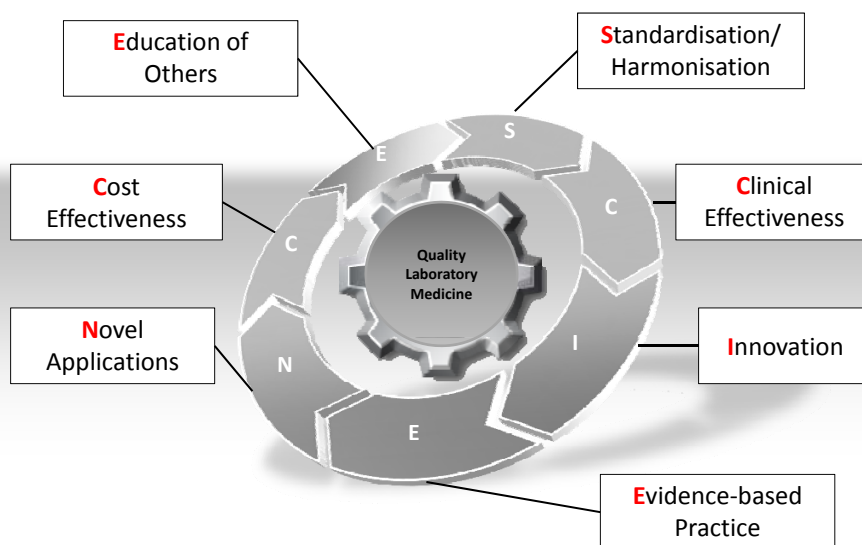 Education of
Others
Standardisation/
Harmonisation
Cost
Effectiveness
Clinical
Effectiveness
Novel
Applications
Innovation
Evidence-based
Practice
S
C
I
E
N
C
E
Quality
Laboratory
Medicine